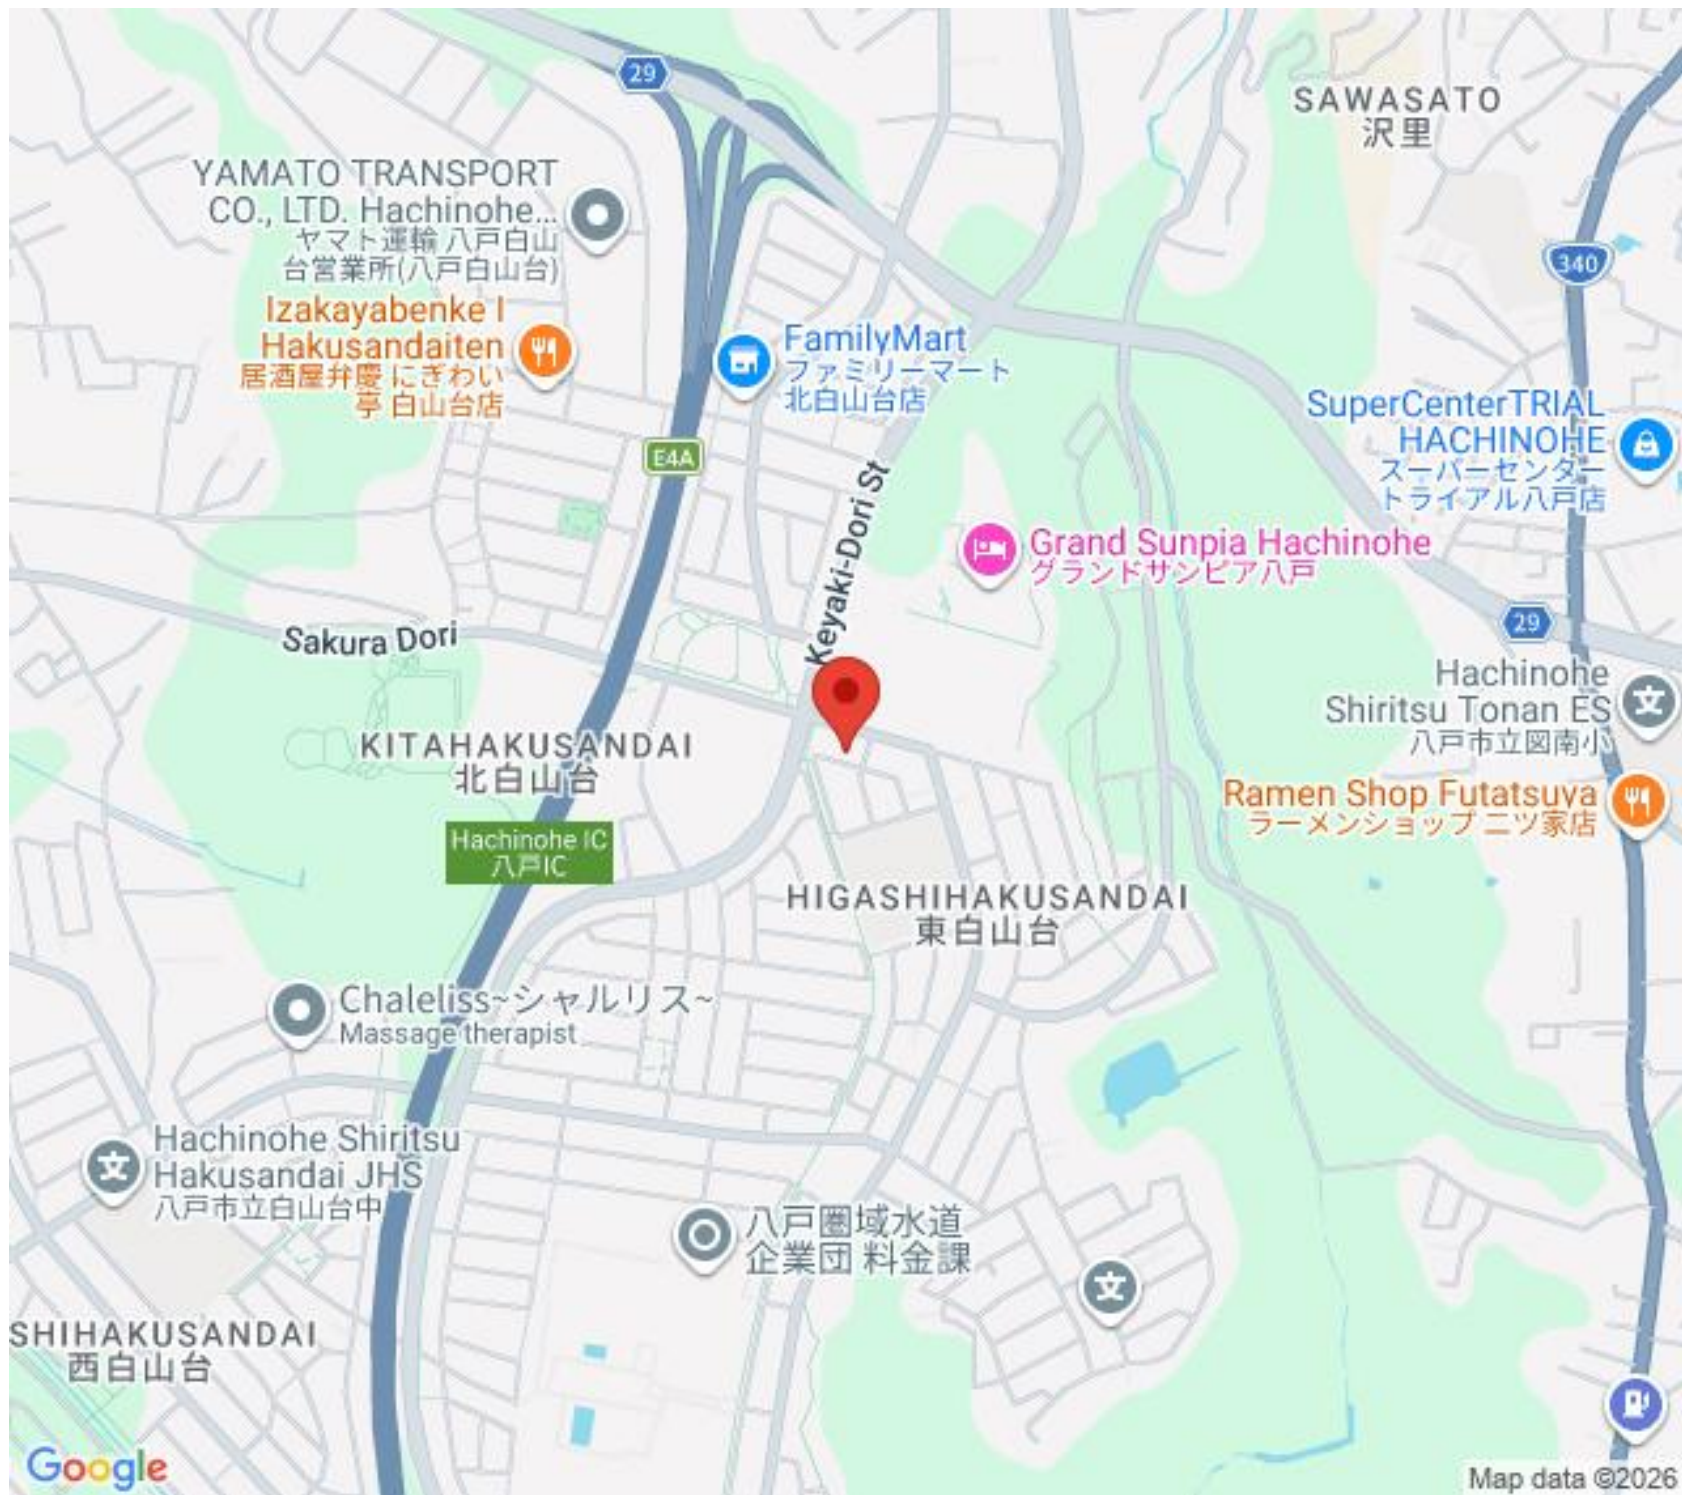 29
SAWASATO
沢里
YAMATO TRANSPORT
CO., LTD. Hachinohe...
ヤマト運輸 八戸白山
台営業所(八戸白山台)
340
Izakayabenke I
Hakusandaiten
居酒屋弁慶 にぎわい
亭 白山台店
FamilyMart
ファミリーマート
北白山台店
SuperCenterTRIAL
HACHINOHE
スーパーセンター
トライアル八戸店
E4A
Keyaki-Dori St
Grand Sunpia Hachinohe
グランドサンピア八戸
Sakura Dori
29
Hachinohe
Shiritsu Tonan ES
八戸市立図南小
文
KITAHAKUSANDAI
北白山台
Ramen Shop Futatsuya
ラーメンショップ 二ツ家店
Hachinohe IC
八戸IC
HIGASHIHAKUSANDAI
東白山台
Chaleliss~シャルリス~
Massage therapist
文
Hachinohe Shiritsu
Hakusandai JHS
八戸市立白山台中
八戸圏域水道
企業団 料金課
文
SHIHAKUSANDAI
西白山台
Google
Map data ©2026